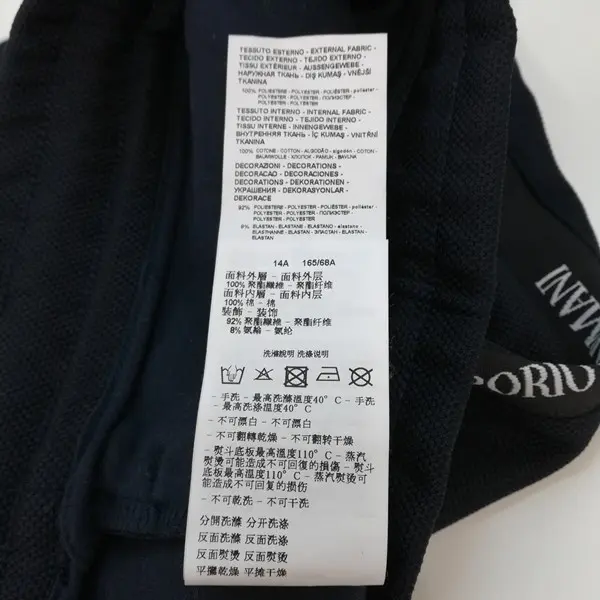 TESSUTO ESTERNO - EXTERNAL FABRIC -
TECIDO EXTERNO - TEJIDO EXTERNO -
TISSU EXTÉRIEUR - AUSSENGEWEBE -
НАРУЖНАЯ ТКАНЬ - DIŞ KUMAŞ - VNĚJŠÍ
TKANINA
100% POLIESTERE - POLYESTER - POLIÉSTER - poliéster -
POLYESTER - POLYESTER - ПОЛИЭСТЕР -
POLYESTER - POLYESTER
TESSUTO INTERNO - INTERNAL FABRIC -
TECIDO INTERNO - TEJIDO INTERNO -
TISSU INTERNE - INNENGEWEBE -
ВНУТРЕННЯЯ ТКАНЬ - İÇ KUMAŞ - VNITŘNÍ
TKANINA
100% COTONE - COTTON - ALGODÃO - algodón - COTON -
BAUMWOLLE - ХЛОПОК - PAMUK - BAVLNA
DECORAZIONI - DECORATIONS -
DECORACAO - DECORACIONES -
DECORATIONS - DEKORATIONEN -
УКРАШЕНИЯ - DEKORASYONLAR -
DEKORACE
92% POLIESTERE - POLYESTER - POLIÉSTER - poliéster -
POLYESTER - POLYESTER - ПОЛИЭСТЕР -
POLYESTER - POLYESTER
8% ELASTAN - ELASTANE - ELASTANO - elastano -
ELASTHANNE - ELASTAN - ЭЛАСТАН - ELASTAN -
ELASTAN
14A 165/68A
面料外層 - 面料外层
100% 聚酯纖維 - 聚酯纤维
面料内層 - 面料内层
100% 棉 - 棉
裝飾 - 装饰
92% 聚酯纖維 - 聚酯纤维
8% 氨綸 - 氨纶
洗滌說明 洗涤说明
- 手洗 - 最高洗滌溫度40° C - 手洗
- 最高洗涤温度40° C
- 不可漂白 - 不可漂白
- 不可翻轉乾燥 - 不可翻转干燥
- 熨斗底板最高溫度110° C - 蒸汽
熨燙可能造成不可回復的損傷 - 熨斗
底板最高温度110° C - 蒸汽熨烫可
能造成不可回复的损伤
- 不可乾洗 - 不可干洗
分開洗滌 分开洗涤
反面洗滌 反面洗涤
反面熨燙 反面熨烫
平攤乾燥 平摊干燥
MANI
PORIO